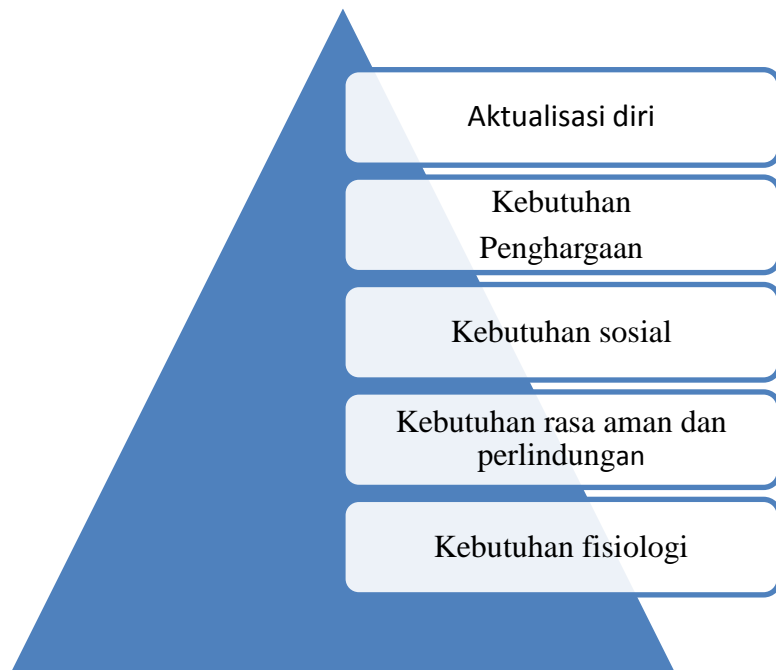 Aktualisasi diri
Kebutuhan
Penghargaan
Kebutuhan sosial
Kebutuhan rasa aman dan
perlindungan
Kebutuhan fisiologi